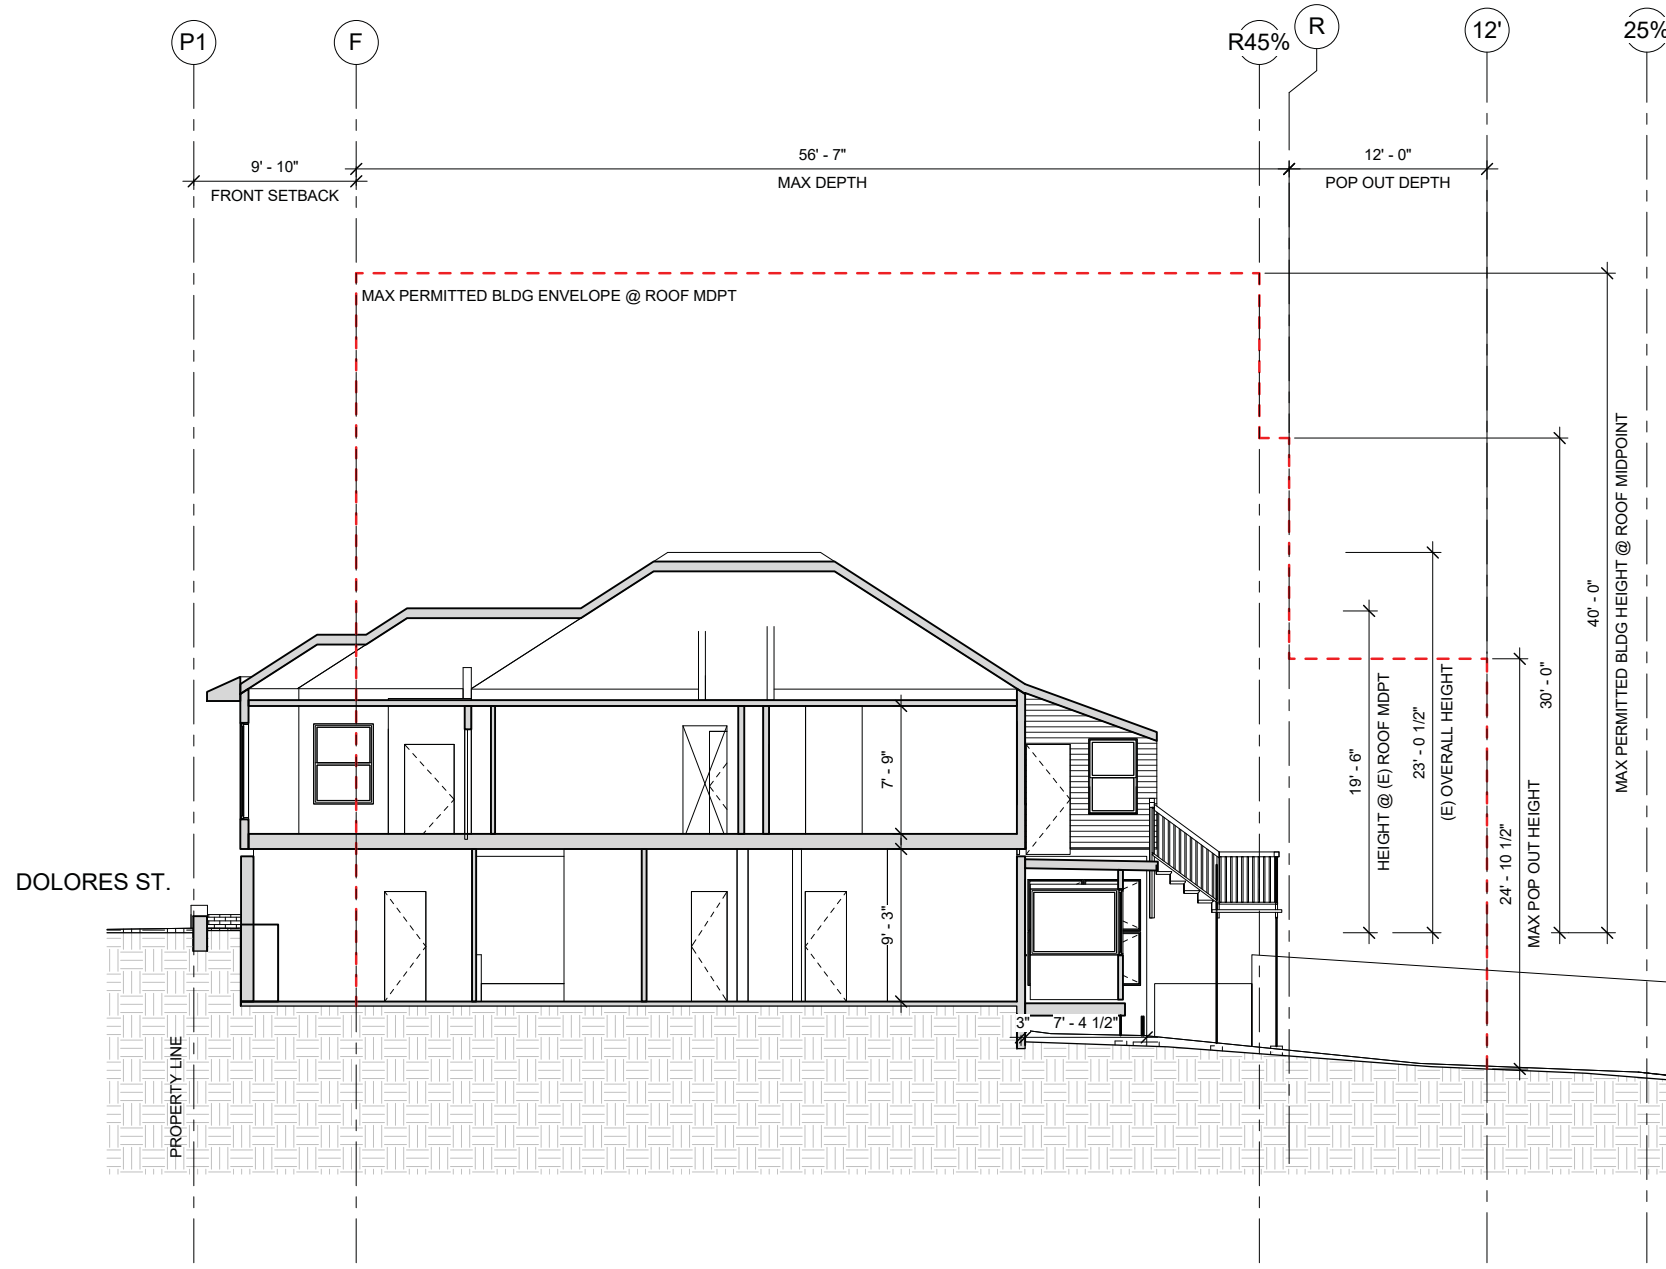 P1
F
R45%
R
12'
25%
9' - 10"
FRONT SETBACK
56' - 7"
MAX DEPTH
12' - 0"
POP OUT DEPTH
MAX PERMITTED BLDG ENVELOPE @ ROOF MDPT
7' - 9"
9' - 3"
3"
7' - 4 1/2"
19' - 6"
HEIGHT @ (E) ROOF MDPT
23' - 0 1/2"
(E) OVERALL HEIGHT
24' - 10 1/2"
MAX POP OUT HEIGHT
30' - 0"
40' - 0"
MAX PERMITTED BLDG HEIGHT @ ROOF MIDPOINT
DOLORES ST.
PROPERTY LINE